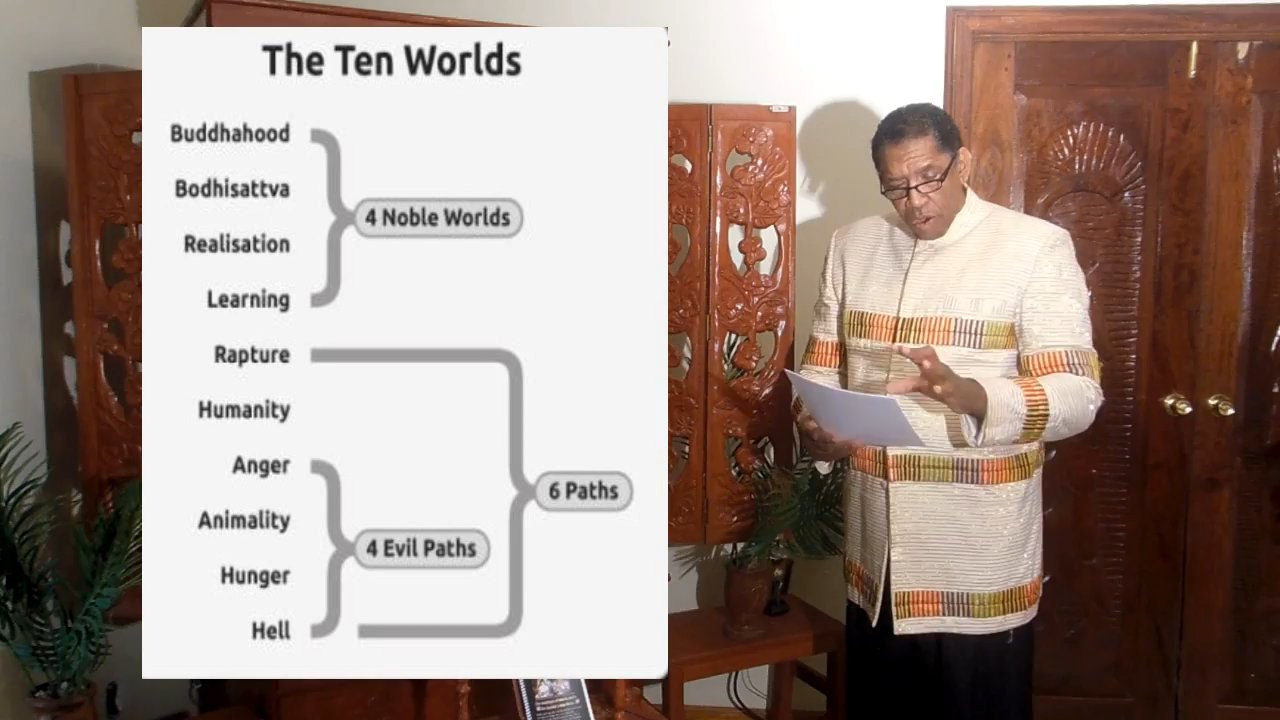 The Ten Worlds
Buddhahood
Bodhisattva
4 Noble Worlds
Realisation
Learning
Rapture
Humanity
Anger
6 Paths
Animality
4 Evil Paths
Hunger
Hell